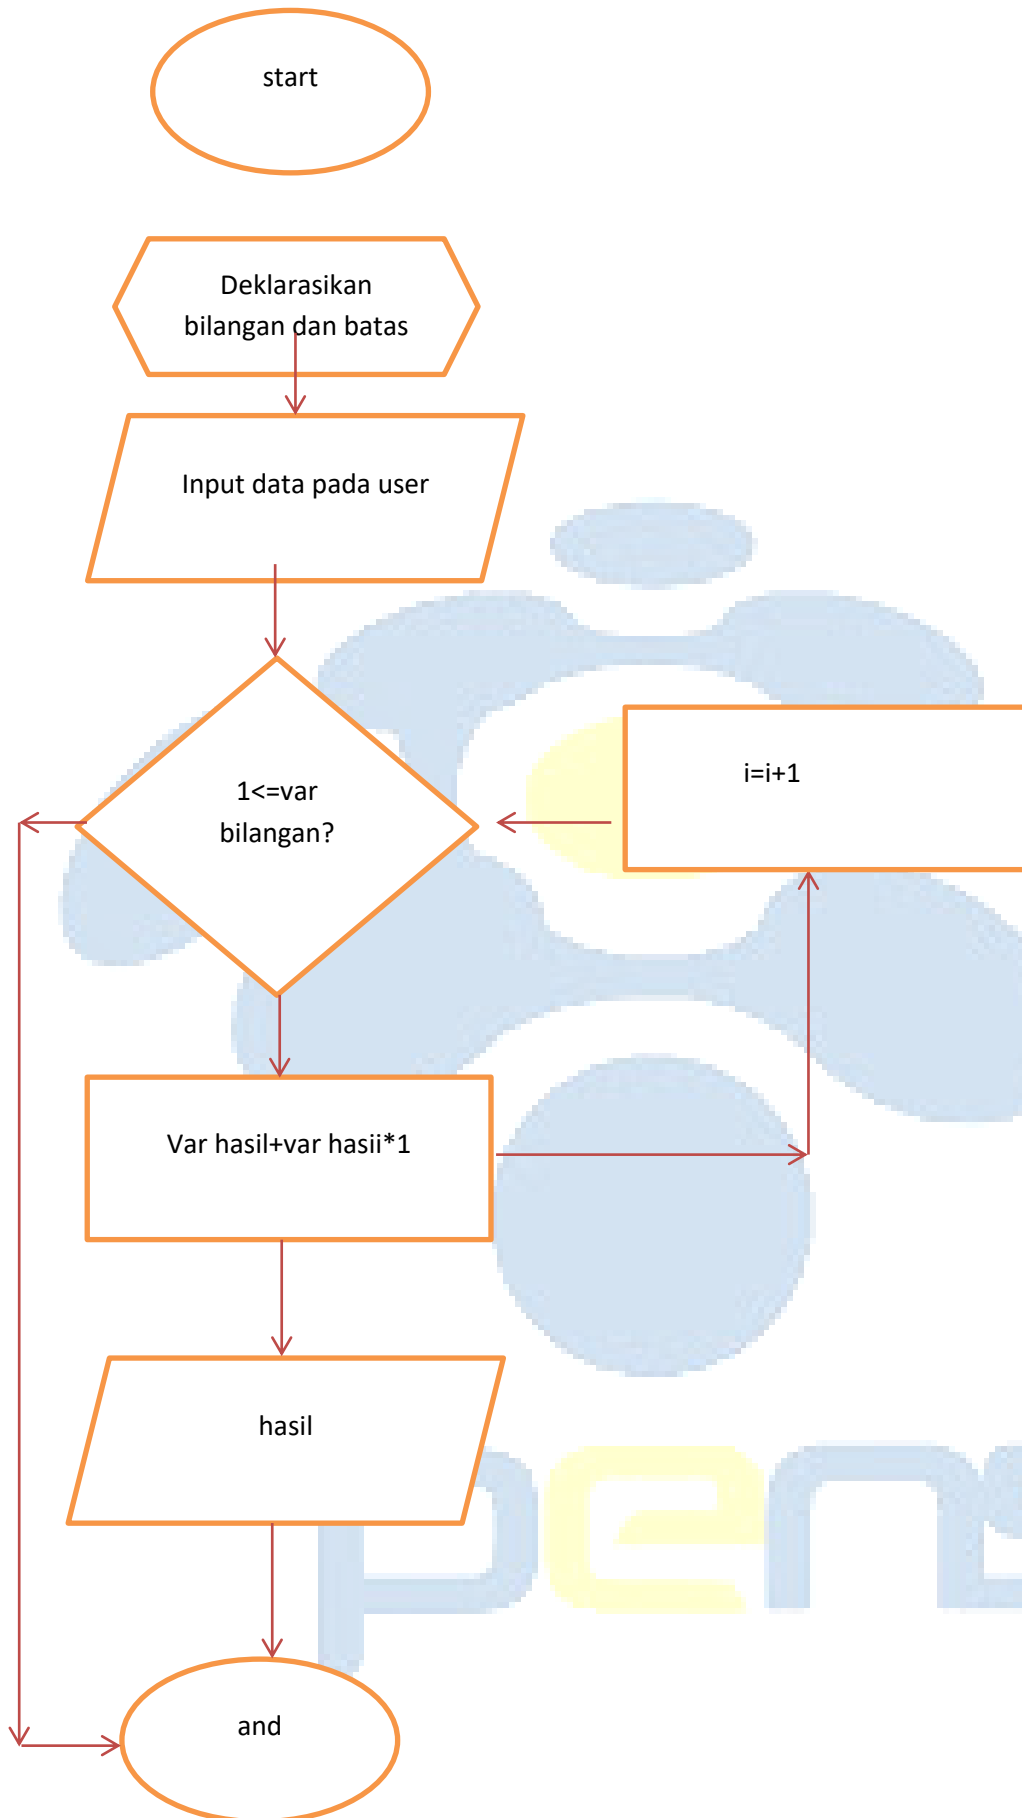 start
Deklarasikan
bilangan dan batas
Input data pada user
1<=var
bilangan?
i=i+1
Var hasil+var hasii*1
hasil
and
pens